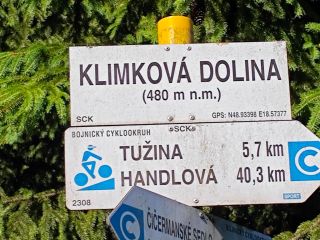 KLIMKOVÁ DOLINA
(480 m n.m.)
SCK GPS: N48.93398 E18.57377
BOJNICKÝ CYKLOOKRUH SCK
TUŽINA 5,7 km
HANDLOVÁ 40,3 km
C
2308 SPORT
ČIČERMANSKÉ SEDLO